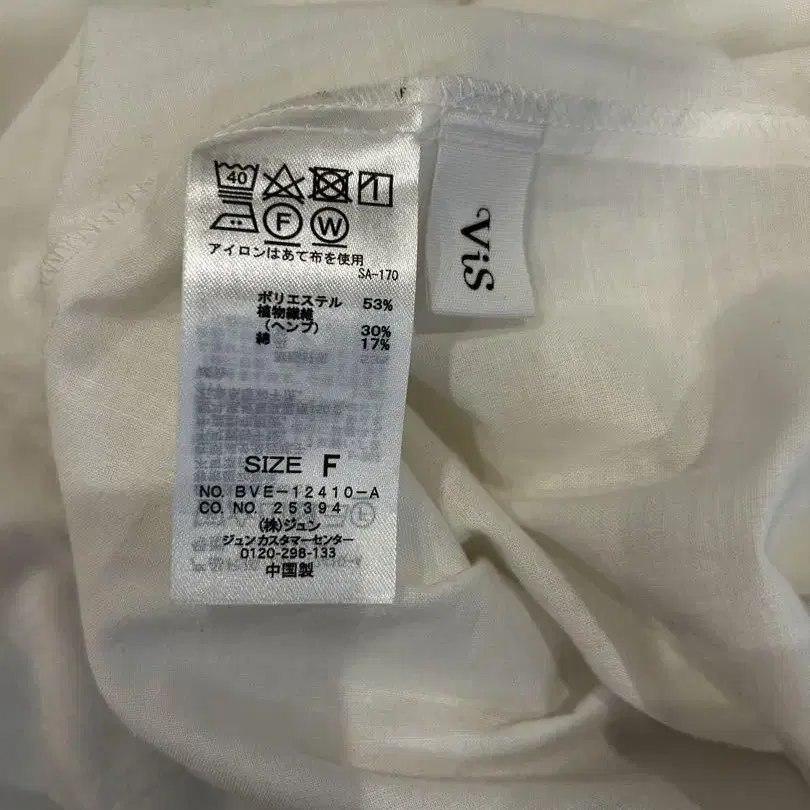 40
F W
アイロンはあて布を使用
SA-170
ポリエステル 53%
植物繊維
(ヘンプ) 30%
綿 17%
SIZE F
NO. BVE-12410-A
CO. NO. 25394
(株)ジュン
ジュンカスタマーセンター
0120-298-133
中国製
ViS